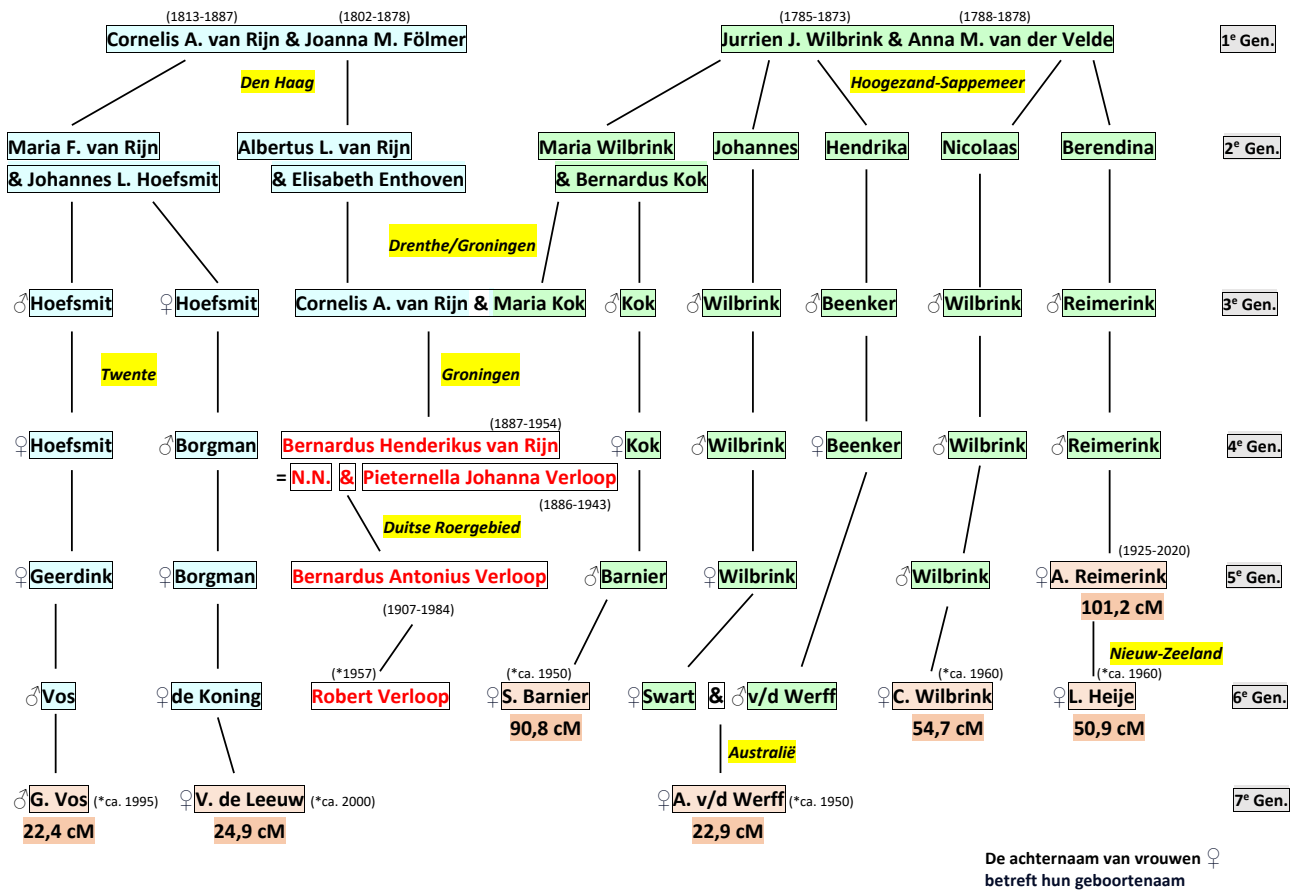 (1813-1887) (1802-1878) (1785-1873) (1788-1878)
Cornelis A. van Rijn & Joanna M. Fölmer Jurrien J. Wilbrink & Anna M. van der Velde 1e Gen.
Den Haag Hoogezand-Sappemeer
Maria F. van Rijn Albertus L. van Rijn Maria Wilbrink Johannes Hendrika Nicolaas Berendina 2e Gen.
& Johannes L. Hoefsmit & Elisabeth Enthoven & Bernardus Kok
Drenthe/Groningen
♂Hoefsmit ♀Hoefsmit Cornelis A. van Rijn & Maria Kok ♂Kok ♂Wilbrink ♂Beenker ♂Wilbrink ♂Reimerink 3e Gen.
Twente Groningen
(1887-1954)
♀Hoefsmit ♂Borgman Bernardus Henderikus van Rijn ♀Kok ♂Wilbrink ♀Beenker ♂Wilbrink ♂Reimerink 4e Gen.
= N.N. & Pieternella Johanna Verloop
(1886-1943)
Duitse Roergebied
(1925-2020)
♀Geerdink ♀Borgman Bernardus Antonius Verloop ♂Barnier ♀Wilbrink ♂Wilbrink ♀A. Reimerink 5e Gen.
(1907-1984) 101,2 cM
Nieuw-Zeeland
(*1957) (*ca. 1950) (*ca. 1960) (*ca. 1960)
♂Vos ♀de Koning Robert Verloop ♀S. Barnier ♀Swart & ♂v/d Werff ♀C. Wilbrink ♀L. Heije 6e Gen.
90,8 cM 54,7 cM 50,9 cM
Australië
♂G. Vos (*ca. 1995) ♀V. de Leeuw (*ca. 2000) ♀A. v/d Werff (*ca. 1950) 7e Gen.
22,4 cM 24,9 cM 22,9 cM
De achternaam van vrouwen ♀
betreft hun geboortenaam